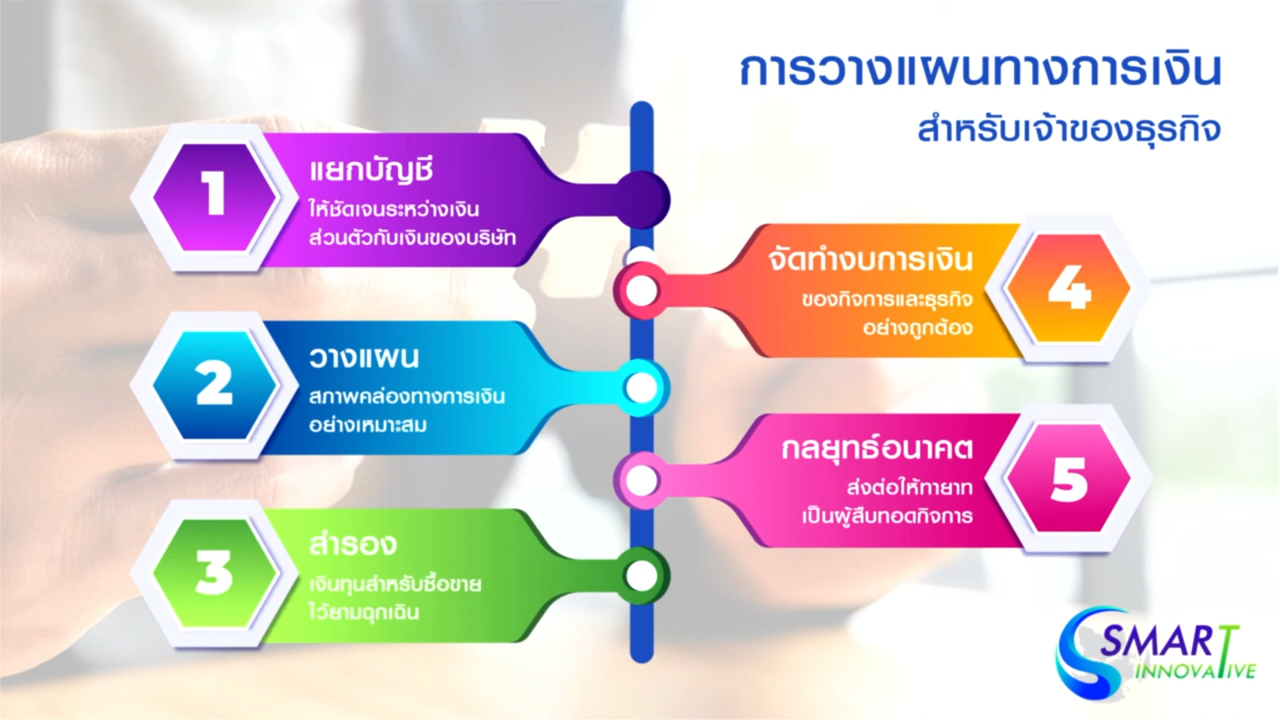 การวางแผนทางการเงิน
สำหรับเจ้าของธุรกิจ
1
แยกบัญชี
ให้ชัดเจนระหว่างเงิน
ส่วนตัวกับเงินของบริษัท
2
วางแผน
สภาพคล่องทางการเงิน
อย่างเหมาะสม
3
สำรอง
เงินทุนสำหรับซื้อขาย
ไว้ยามฉุกเฉิน
4
จัดทำงบการเงิน
ของกิจการและธุรกิจ
อย่างถูกต้อง
5
กลยุทธ์อนาคต
ส่งต่อให้ทายาท
เป็นผู้สืบทอดกิจการ
SMART
INNOVATIVE